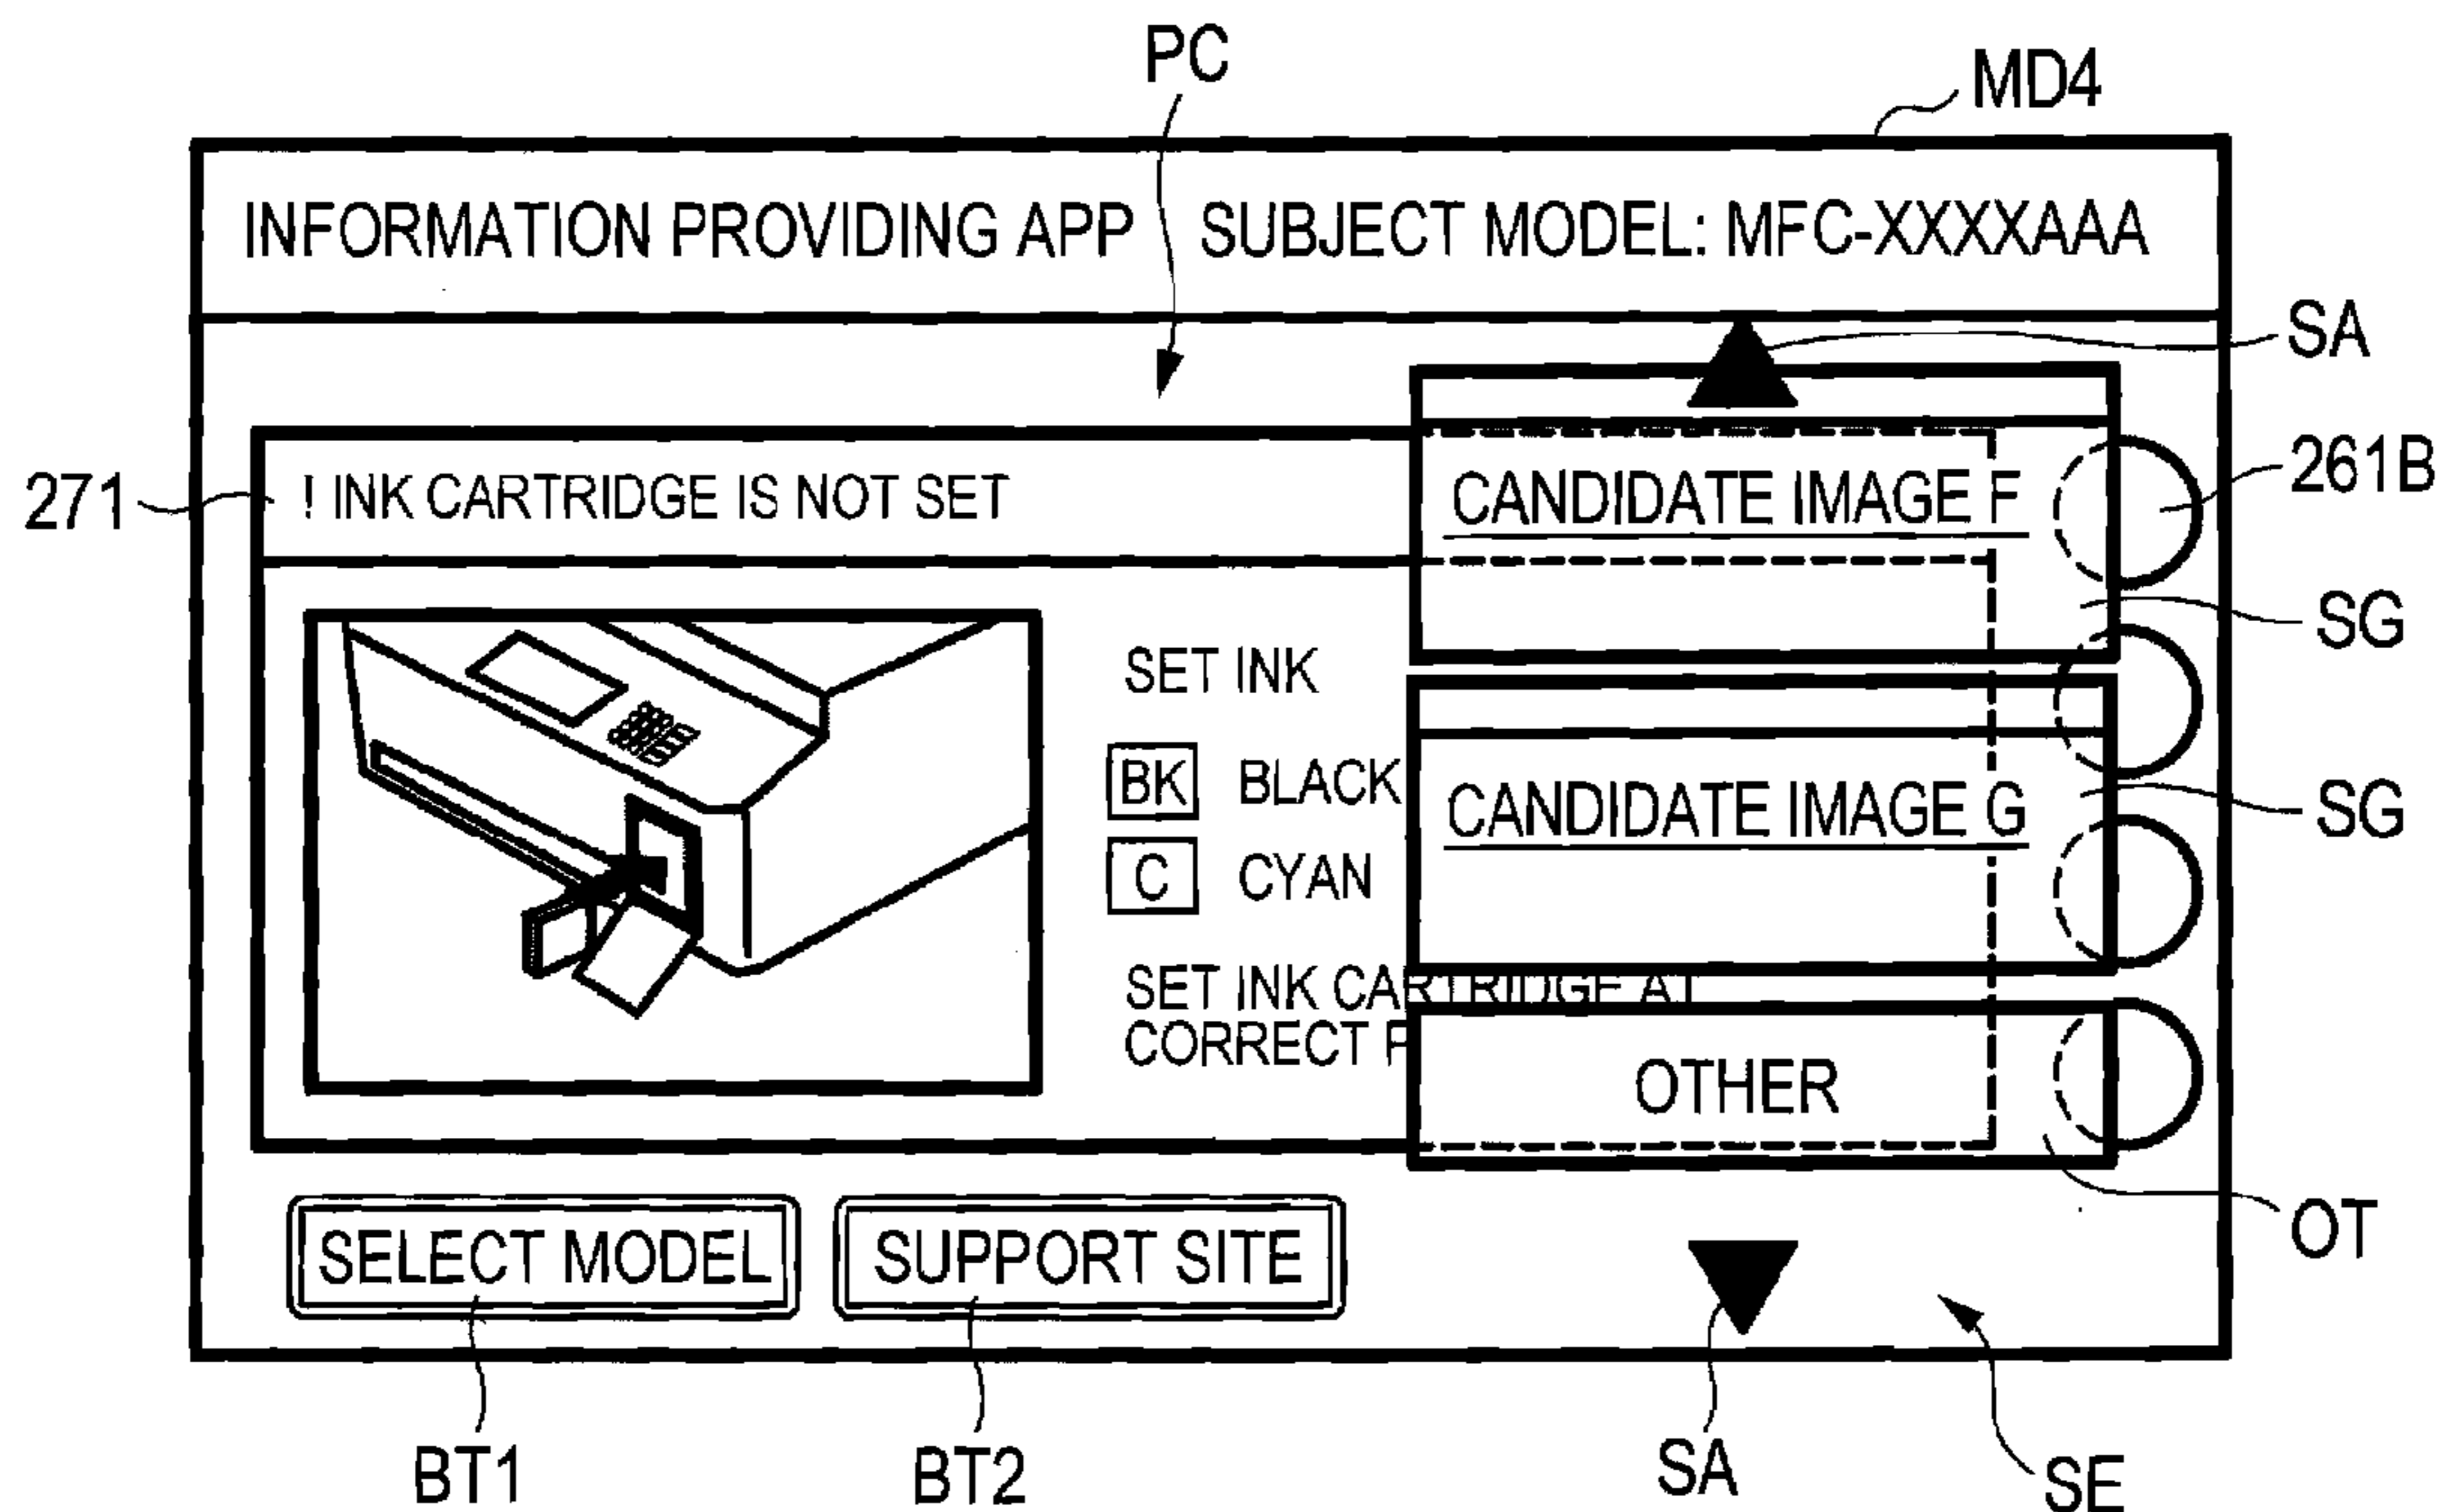 PC
MD4
INFORMATION PROVIDING APP SUBJECT MODEL: MFC-XXXXAAA
SA
271
! INK CARTRIDGE IS NOT SET
CANDIDATE IMAGE F
261B
SG
SET INK
BK BLACK
CANDIDATE IMAGE G
SG
C CYAN
SET INK CARTRIDGE AT
CORRECT P
OTHER
OT
SELECT MODEL
SUPPORT SITE
BT1
BT2
SA
SE